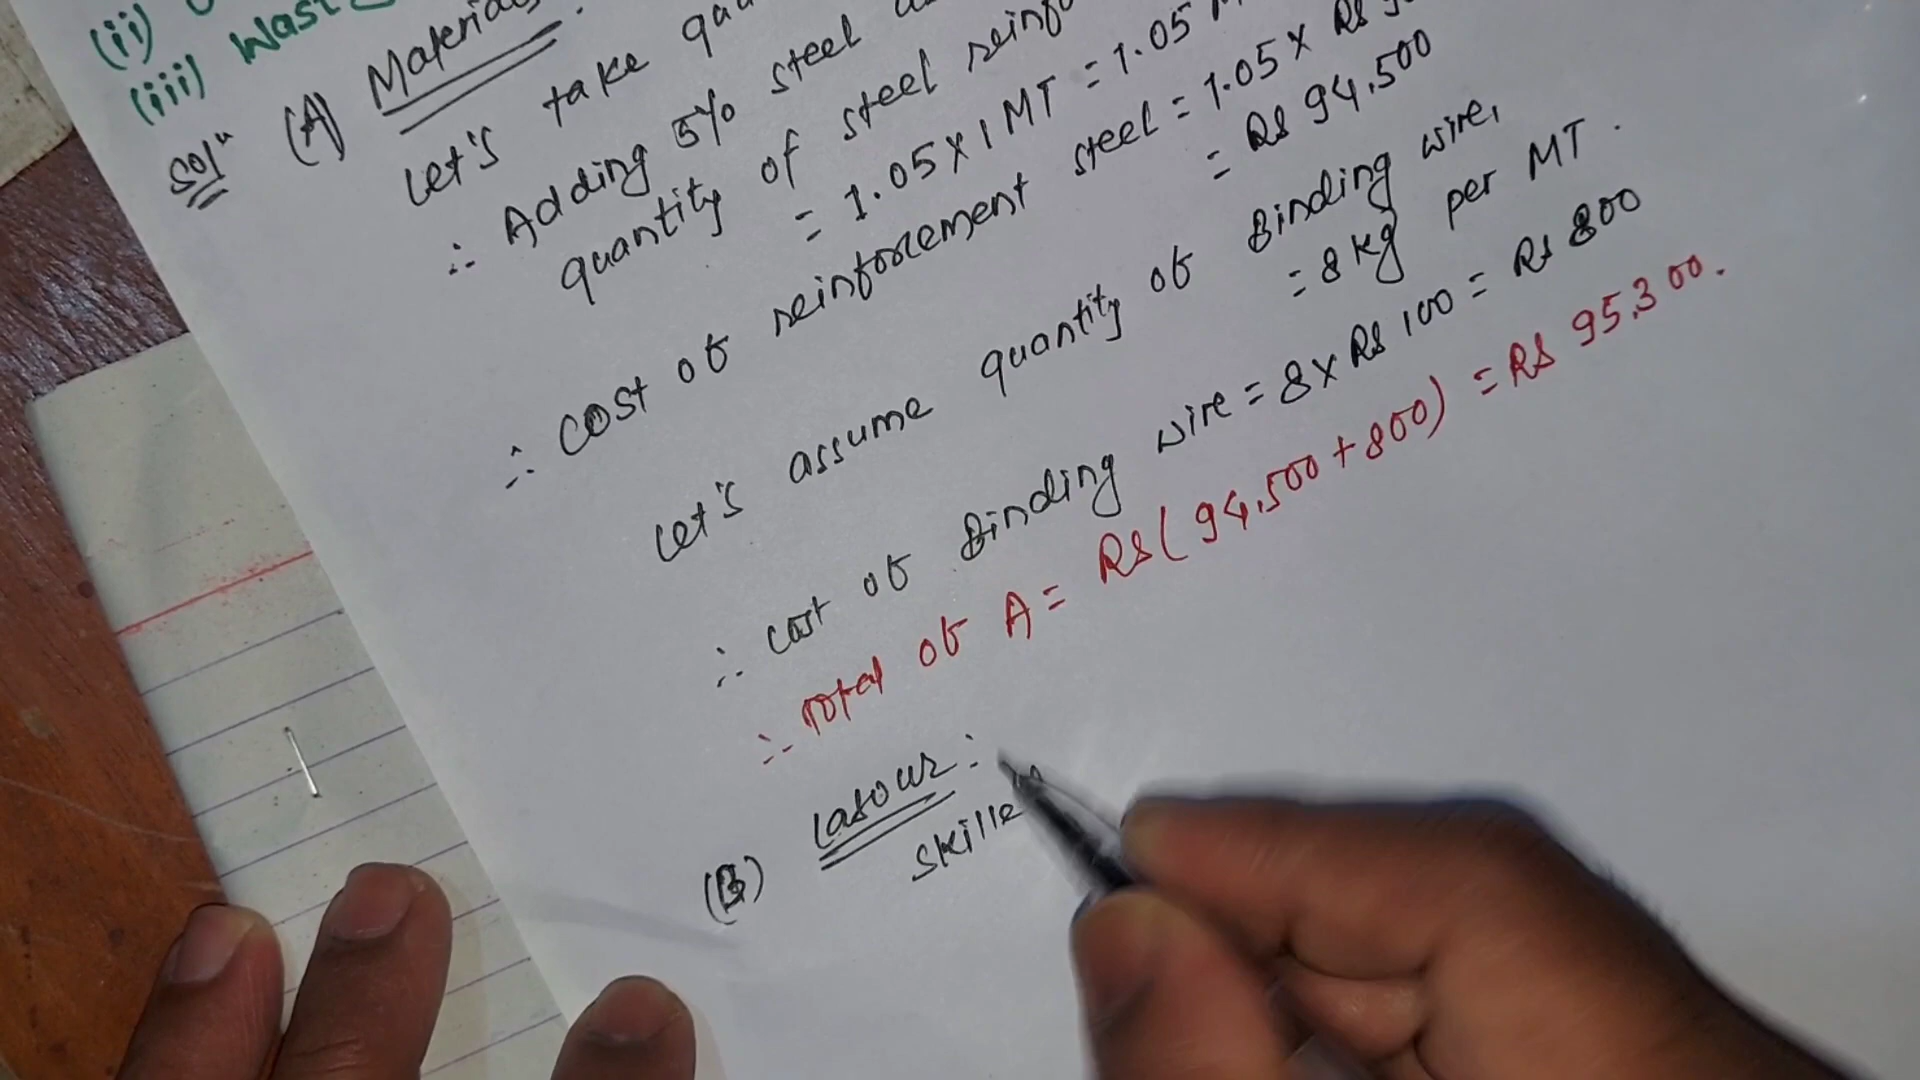 (ii)
(iii) Wast
Solⁿ (A) Materials :
Let's take
∴ Adding 5% steel
quantity of steel reinfo
= 1.05 × 1 MT = 1.05
∴ cost of reinforcement steel = 1.05 × Rs
= Rs 94,500
Let's assume quantity of Binding wire,
= 8 kg per MT.
∴ cost of Binding wire = 8 × Rs 100 = Rs 800
∴ Total of A = Rs ( 94,500 + 800) = Rs 95,300.
(B) Labour :
Skille